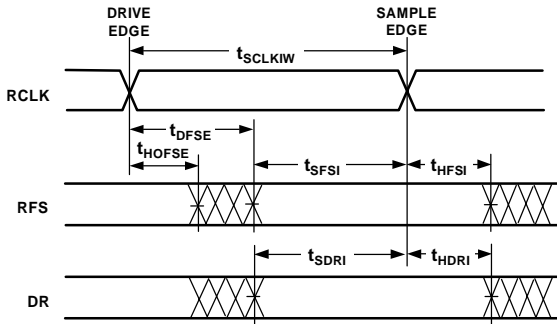 DRIVE EDGE
SAMPLE EDGE
tSCLKIW
RCLK
tDFSE
tHOFSE
tSFSI
tHFSI
RFS
tSDRI
tHDRI
DR